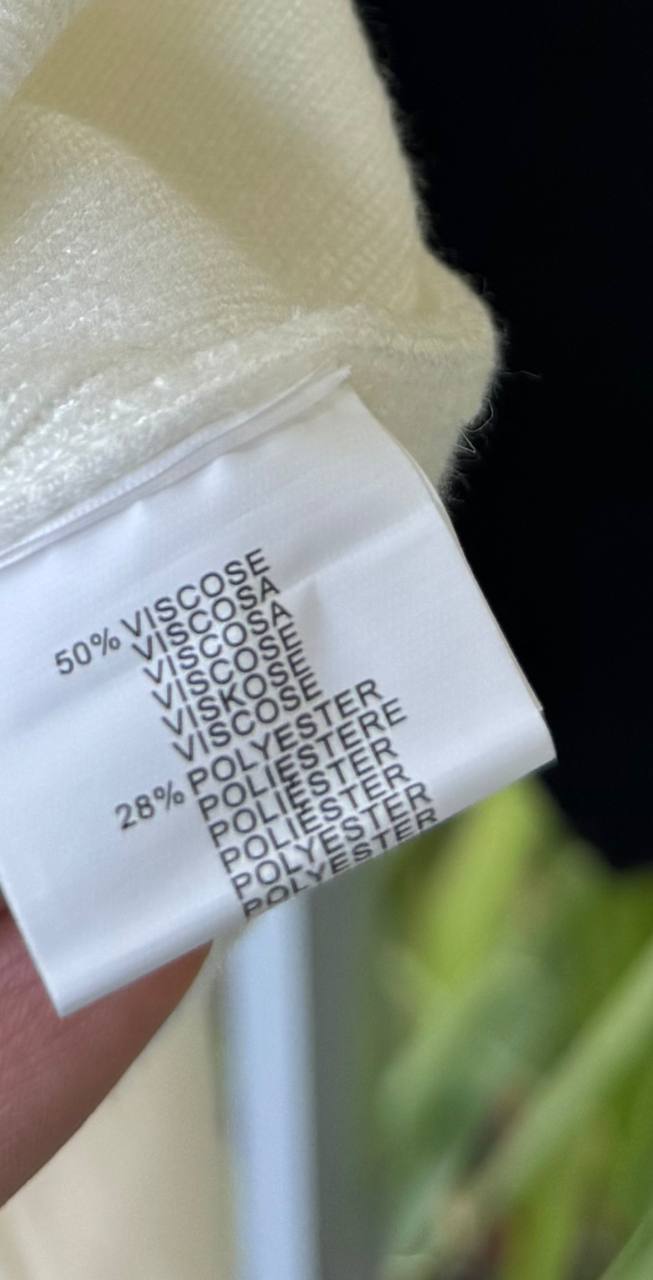 50% VISCOSE
VISCOSA
VISCOSA
VISCOSE
VISKOSE
VISCOSE
28% POLYESTER
POLIESTERE
POLIESTER
POLIÉSTER
POLYESTER
POLYESTER